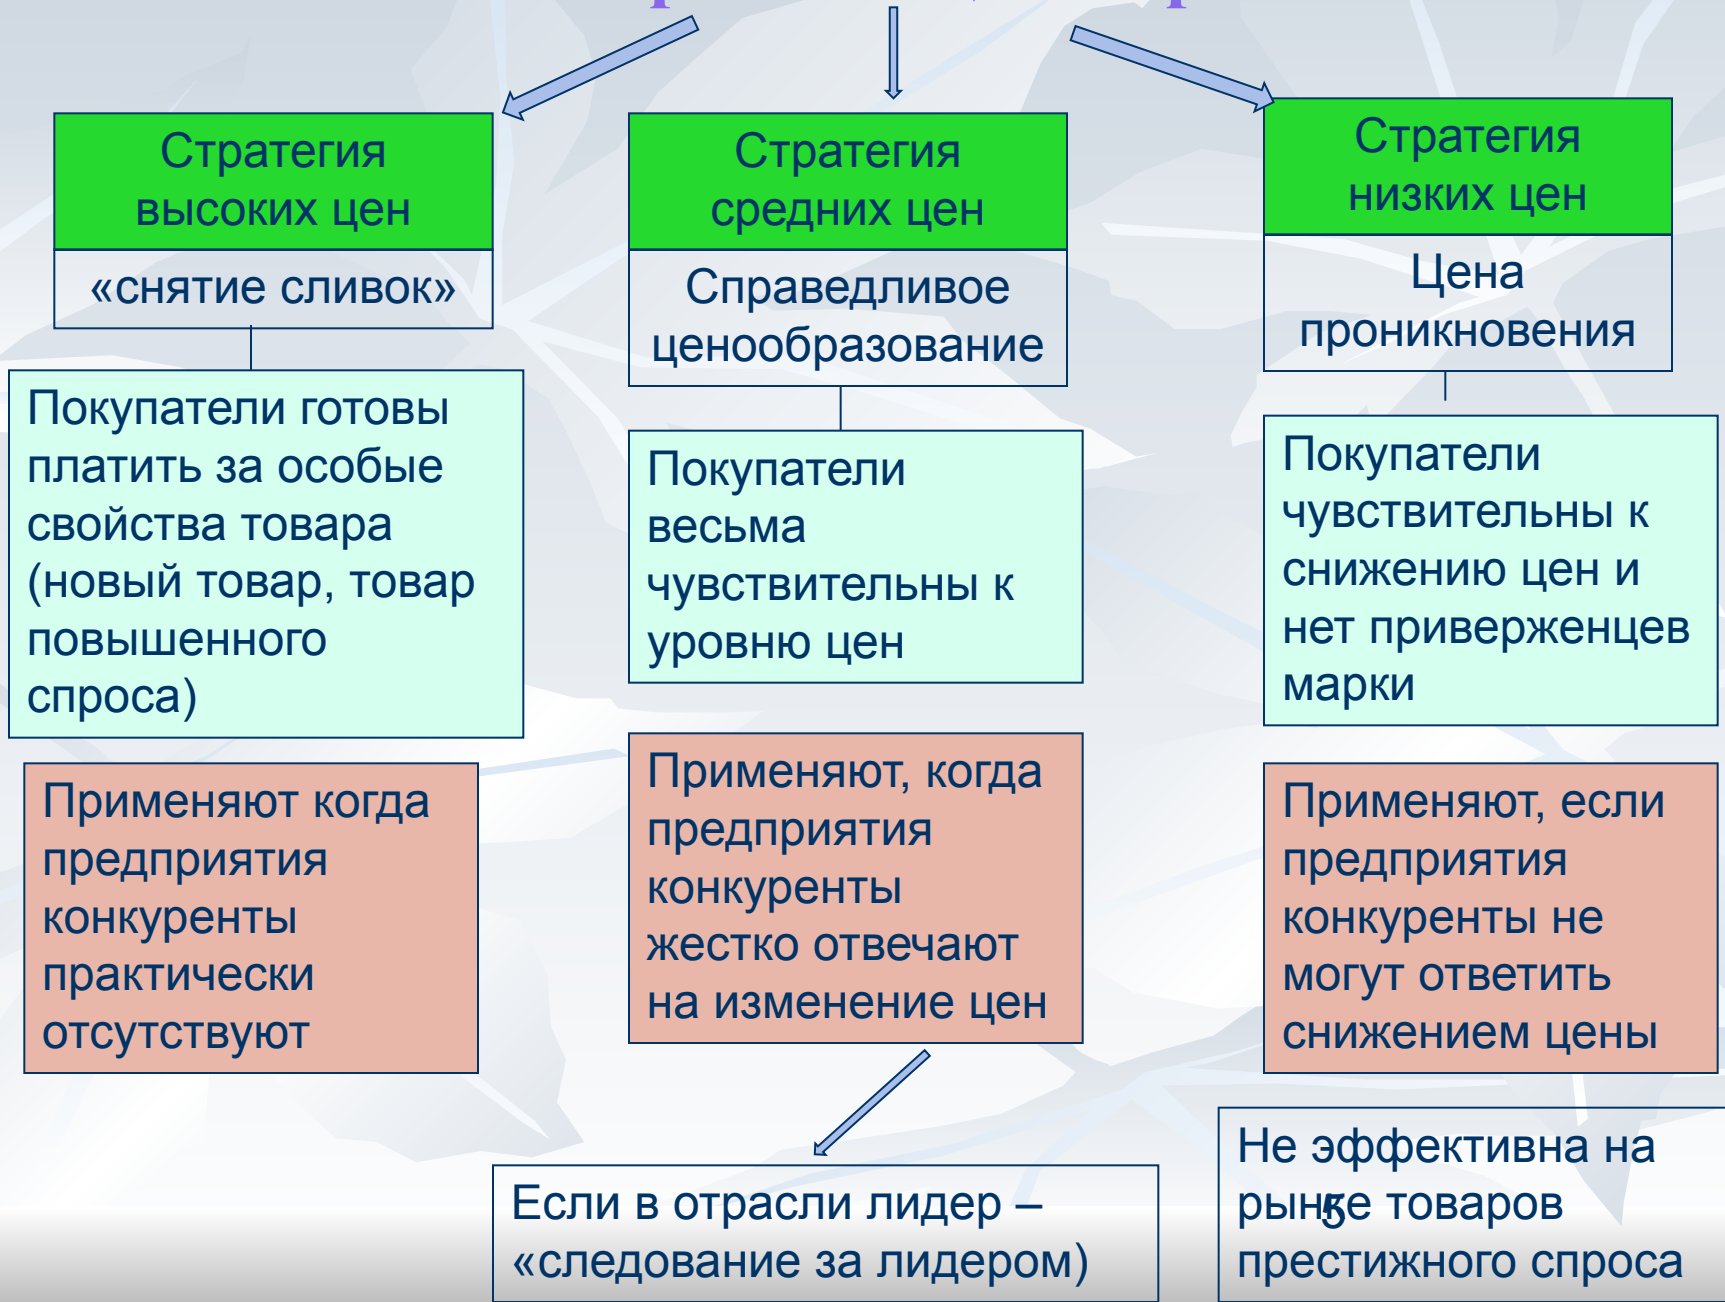 Стратегия
высоких цен
«снятие сливок»
Покупатели готовы
платить за особые
свойства товара
(новый товар, товар
повышенного
спроса)
Применяют когда
предприятия
конкуренты
практически
отсутствуют
Стратегия
средних цен
Справедливое
ценообразование
Покупатели
весьма
чувствительны к
уровню цен
Применяют, когда
предприятия
конкуренты
жестко отвечают
на изменение цен
Если в отрасли лидер –
«следование за лидером)
Стратегия
низких цен
Цена
проникновения
Покупатели
чувствительны к
снижению цен и
нет приверженцев
марки
Применяют, если
предприятия
конкуренты не
могут ответить
снижением цены
Не эффективна на
рынке товаров
престижного спроса
5